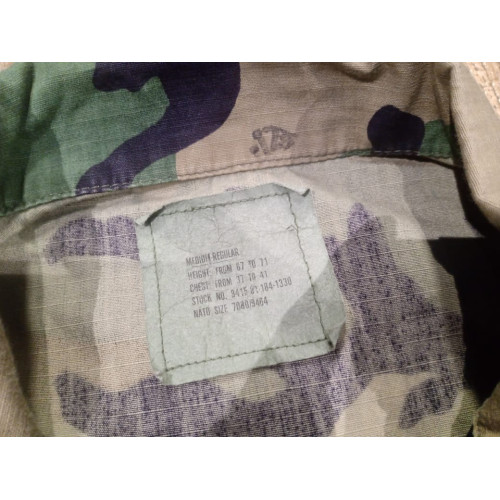 MEDIUM REGULAR
HEIGHT: FROM 67 TO 71
CHEST: FROM 37 TO 41
STOCK NO. 8415-01-184-1330
NATO SIZE 7080/9404